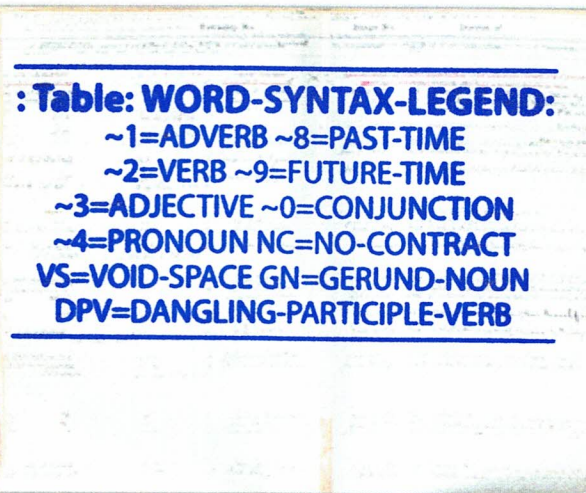 : Table: WORD-SYNTAX-LEGEND:
~1=ADVERB ~8=PAST-TIME
~2=VERB ~9=FUTURE-TIME
~3=ADJECTIVE ~0=CONJUNCTION
~4=PRONOUN NC=NO-CONTRACT
VS=VOID-SPACE GN=GERUND-NOUN
DPV=DANGLING-PARTICIPLE-VERB